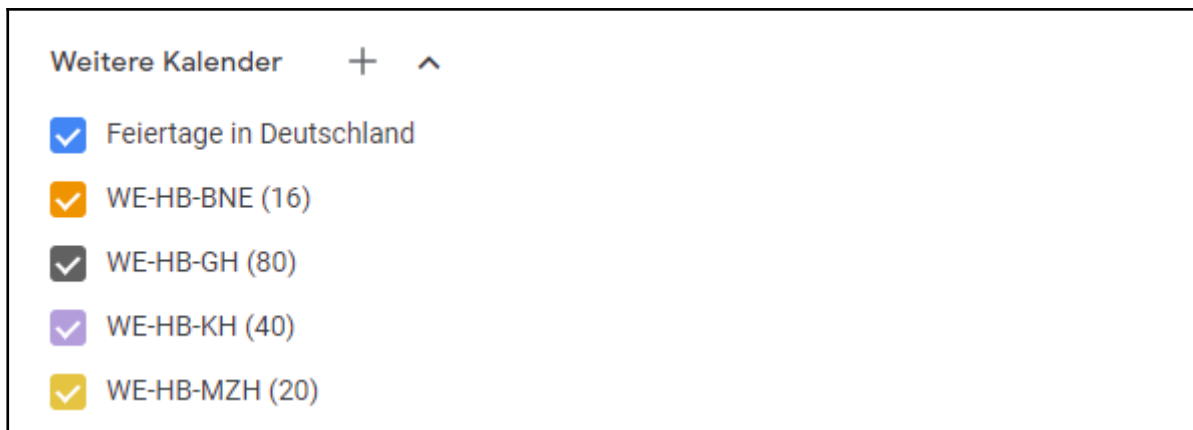 Weitere Kalender
Feiertage in Deutschland
WE-HB-BNE (16)
WE-HB-GH (80)
WE-HB-KH (40)
WE-HB-MZH (20)